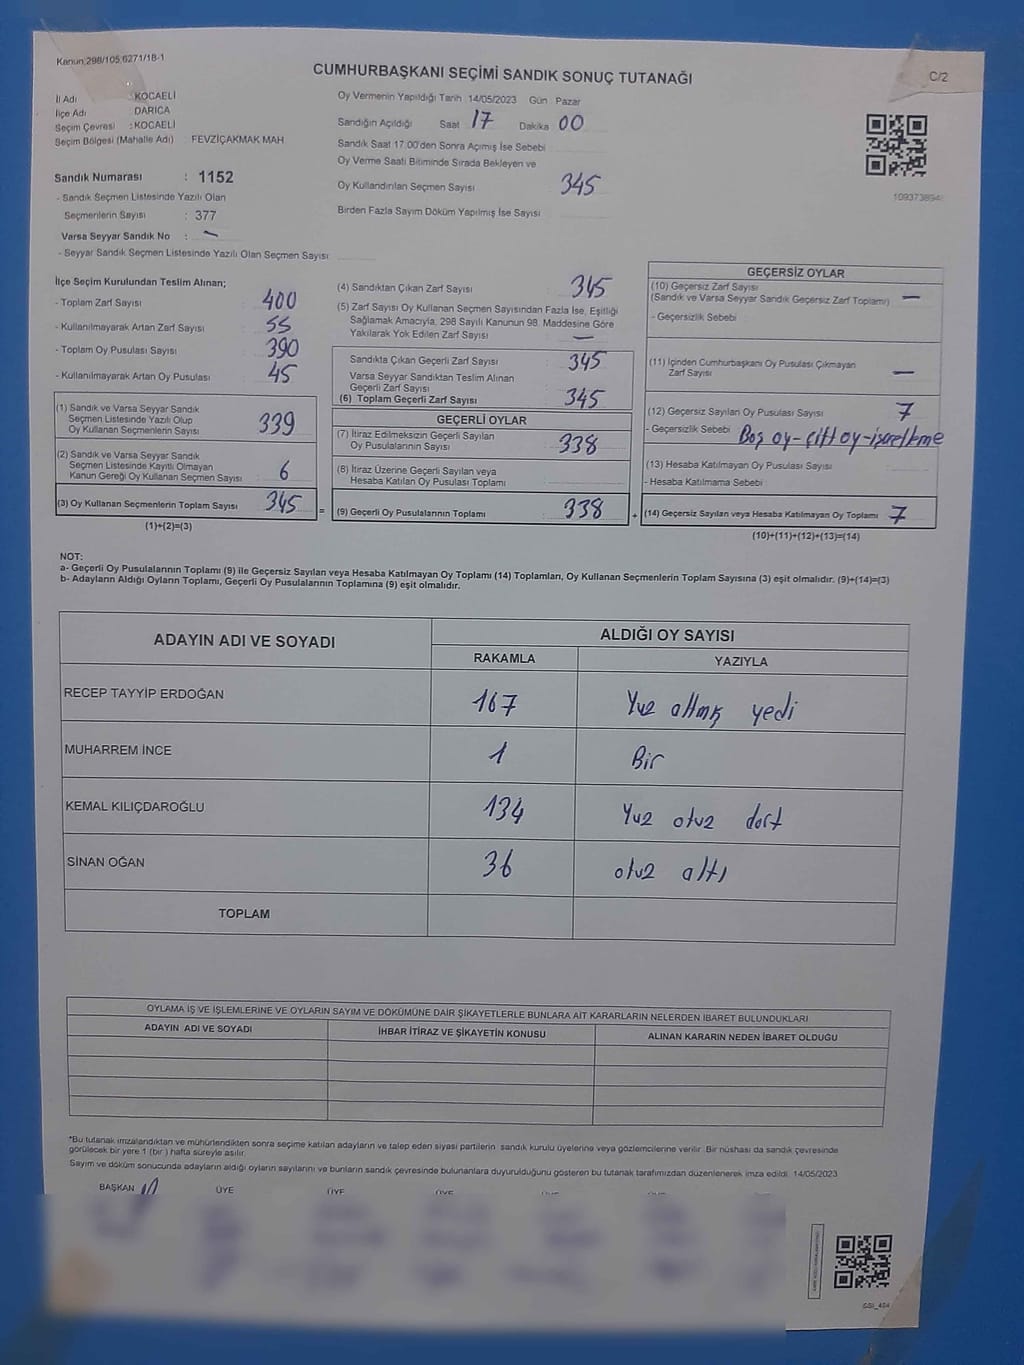 Kanun:298/105,6271/18-1
CUMHURBAŞKANI SEÇİMİ SANDIK SONUÇ TUTANAĞI
C/2
İl Adı : KOCAELİ
İlçe Adı DARICA
Seçim Çevresi : KOCAELİ
Seçim Bölgesi (Mahalle Adı) : FEVZİÇAKMAK MAH
Sandık Numarası : 1152
- Sandık Seçmen Listesinde Yazılı Olan
Seçmenlerin Sayısı : 377
Varsa Seyyar Sandık No : -
- Seyyar Sandık Seçmen Listesinde Yazılı Olan Seçmen Sayısı
Oy Vermenin Yapıldığı Tarih 14/05/2023 Gün Pazar
Sandığın Açıldığı Saat 17 Dakika 00
Sandık Saat 17:00'den Sonra Açımış İse Sebebi
Oy Verme Saati Bitiminde Sırada Bekleyen ve
Oy Kullandırılan Seçmen Sayısı 345
Birden Fazla Sayım Döküm Yapılmış İse Sayısı
İlçe Seçim Kurulundan Teslim Alınan;
- Toplam Zarf Sayısı : 400
- Kullanılmayarak Artan Zarf Sayısı : 55
- Toplam Oy Pusulası Sayısı : 390
- Kullanılmayarak Artan Oy Pusulası : 45
(1) Sandık ve Varsa Seyyar Sandık
Seçmen Listesinde Yazılı Olup
Oy Kullanan Seçmenlerin Sayısı : 339
(2) Sandık ve Varsa Seyyar Sandık
Seçmen Listesinde Kayıtlı Olmayan
Kanun Gereği Oy Kullanan Seçmen Sayısı : 6
(3) Oy Kullanan Seçmenlerin Toplam Sayısı : 345 =
(1)+(2)=(3)
(4) Sandıktan Çıkan Zarf Sayısı : 345
(5) Zarf Sayısı Oy Kullanan Seçmen Sayısından Fazla İse, Eşitliği
Sağlamak Amacıyla, 298 Sayılı Kanunun 98. Maddesine Göre
Yakılarak Yok Edilen Zarf Sayısı : -
Sandıkta Çıkan Geçerli Zarf Sayısı : 345
Varsa Seyyar Sandıktan Teslim Alınan
Geçerli Zarf Sayısı
(6) Toplam Geçerli Zarf Sayısı : 345
GEÇERLİ OYLAR
(7) İtiraz Edilmeksizin Geçerli Sayılan
Oy Pusulasının Sayısı : 338
(8) İtiraz Üzerine Geçerli Sayılan veya
Hesaba Katılan Oy Pusulası Toplamı
(9) Geçerli Oy Pusulalarının Toplamı : 338 +
GEÇERSİZ OYLAR
(10) Geçersiz Zarf Sayısı
(Sandık ve Varsa Seyyar Sandık Geçersiz Zarf Toplamı) : -
- Geçersizlik Sebebi
(11) İçinden Cumhurbaşkanı Oy Pusulası Çıkmayan
Zarf Sayısı -
(12) Geçersiz Sayılan Oy Pusulası Sayısı : 7
- Geçersizlik Sebebi Boş oy-çift oy-işaretleme
(13) Hesaba Katılmayan Oy Pusulası Sayısı
- Hesaba Katılmama Sebebi
(14) Geçersiz Sayılan veya Hesaba Katılmayan Oy Toplamı : 7
(10)+(11)+(12)+(13)=(14)
NOT:
a- Geçerli Oy Pusulalarının Toplamı (9) ile Geçersiz Sayılan veya Hesaba Katılmayan Oy Toplamı (14) Toplamları, Oy Kullanan Seçmenlerin Toplam Sayısına (3) eşit olmalıdır. (9)+(14)=(3)
b- Adayların Aldığı Oyların Toplamı, Geçerli Oy Pusulalarının Toplamına (9) eşit olmalıdır.
ADAYIN ADI VE SOYADI ALDIĞI OY SAYISI
RAKAMLA YAZIYLA
RECEP TAYYİP ERDOĞAN 167 Yuz altmış yedi
MUHARREM İNCE 1 Bir
KEMAL KILIÇDAROĞLU 134 Yuz otuz dort
SİNAN OĞAN 36 otuz altı
TOPLAM
OYLAMA İŞ VE İŞLEMLERİNE VE OYLARIN SAYIM VE DÖKÜMÜNE DAİR ŞİKAYETLERLE BUNLARA AİT KARARLARIN NELERDEN İBARET BULUNDUKLARI
ADAYIN ADI VE SOYADI İHBAR İTİRAZ VE ŞİKAYETİN KONUSU ALINAN KARARIN NEDEN İBARET OLDUĞU
*Bu tutanak imzalandıktan ve mühürlendikten sonra seçime katılan adayların ve talep eden siyasi partilerin sandık kurulu üyelerine veya gözlemcilerine verilir. Bir nüshası da sandık çevresinde
görülecek bir yere 1 (bir) hafta süreyle asılır.
Sayım ve döküm sonucunda adayların aldığı oyların sayılarını ve bunların sandık çevresinde bulunanlara duyurulduğunu gösteren bu tutanak tarafımızdan düzenlenerek imza edildi. 14/05/2023
BAŞKAN ÜYE ÜYE ÜYE